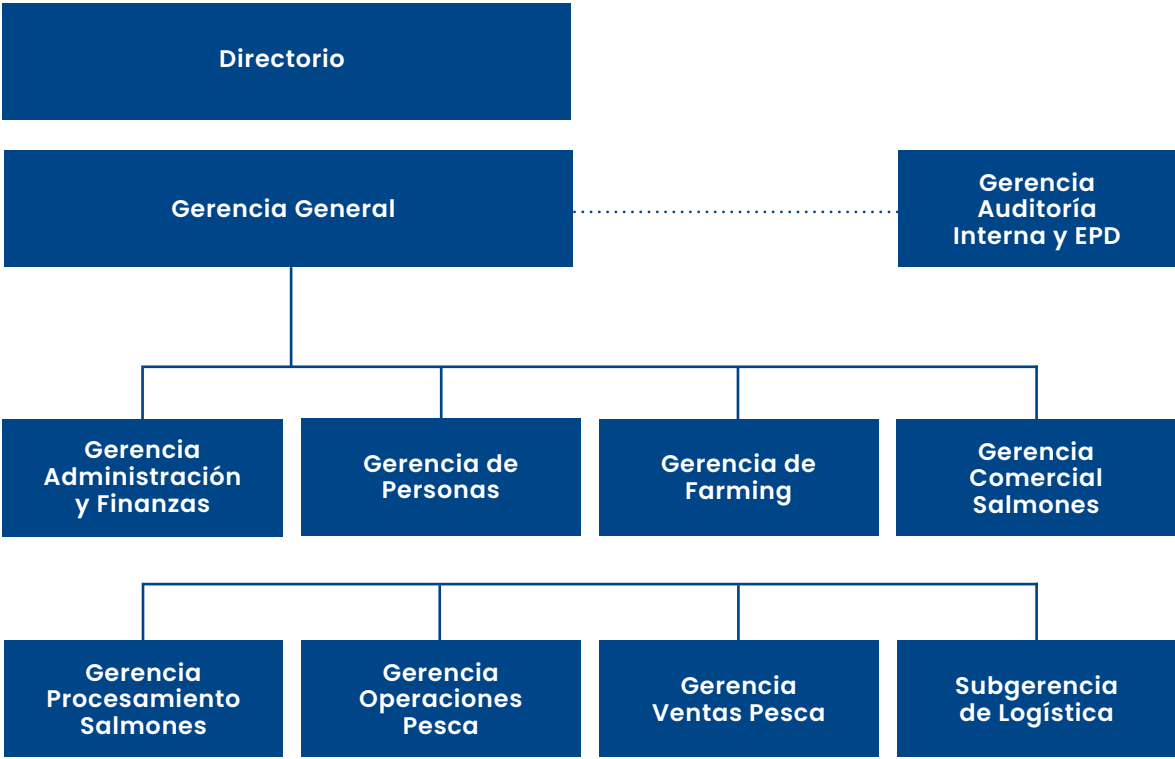 Directorio
Gerencia General
Gerencia
Auditoría
Interna y EPD
Gerencia
Administración
y Finanzas
Gerencia de
Personas
Gerencia de
Farming
Gerencia
Comercial
Salmones
Gerencia
Procesamiento
Salmones
Gerencia
Operaciones
Pesca
Gerencia
Ventas Pesca
Subgerencia
de Logística